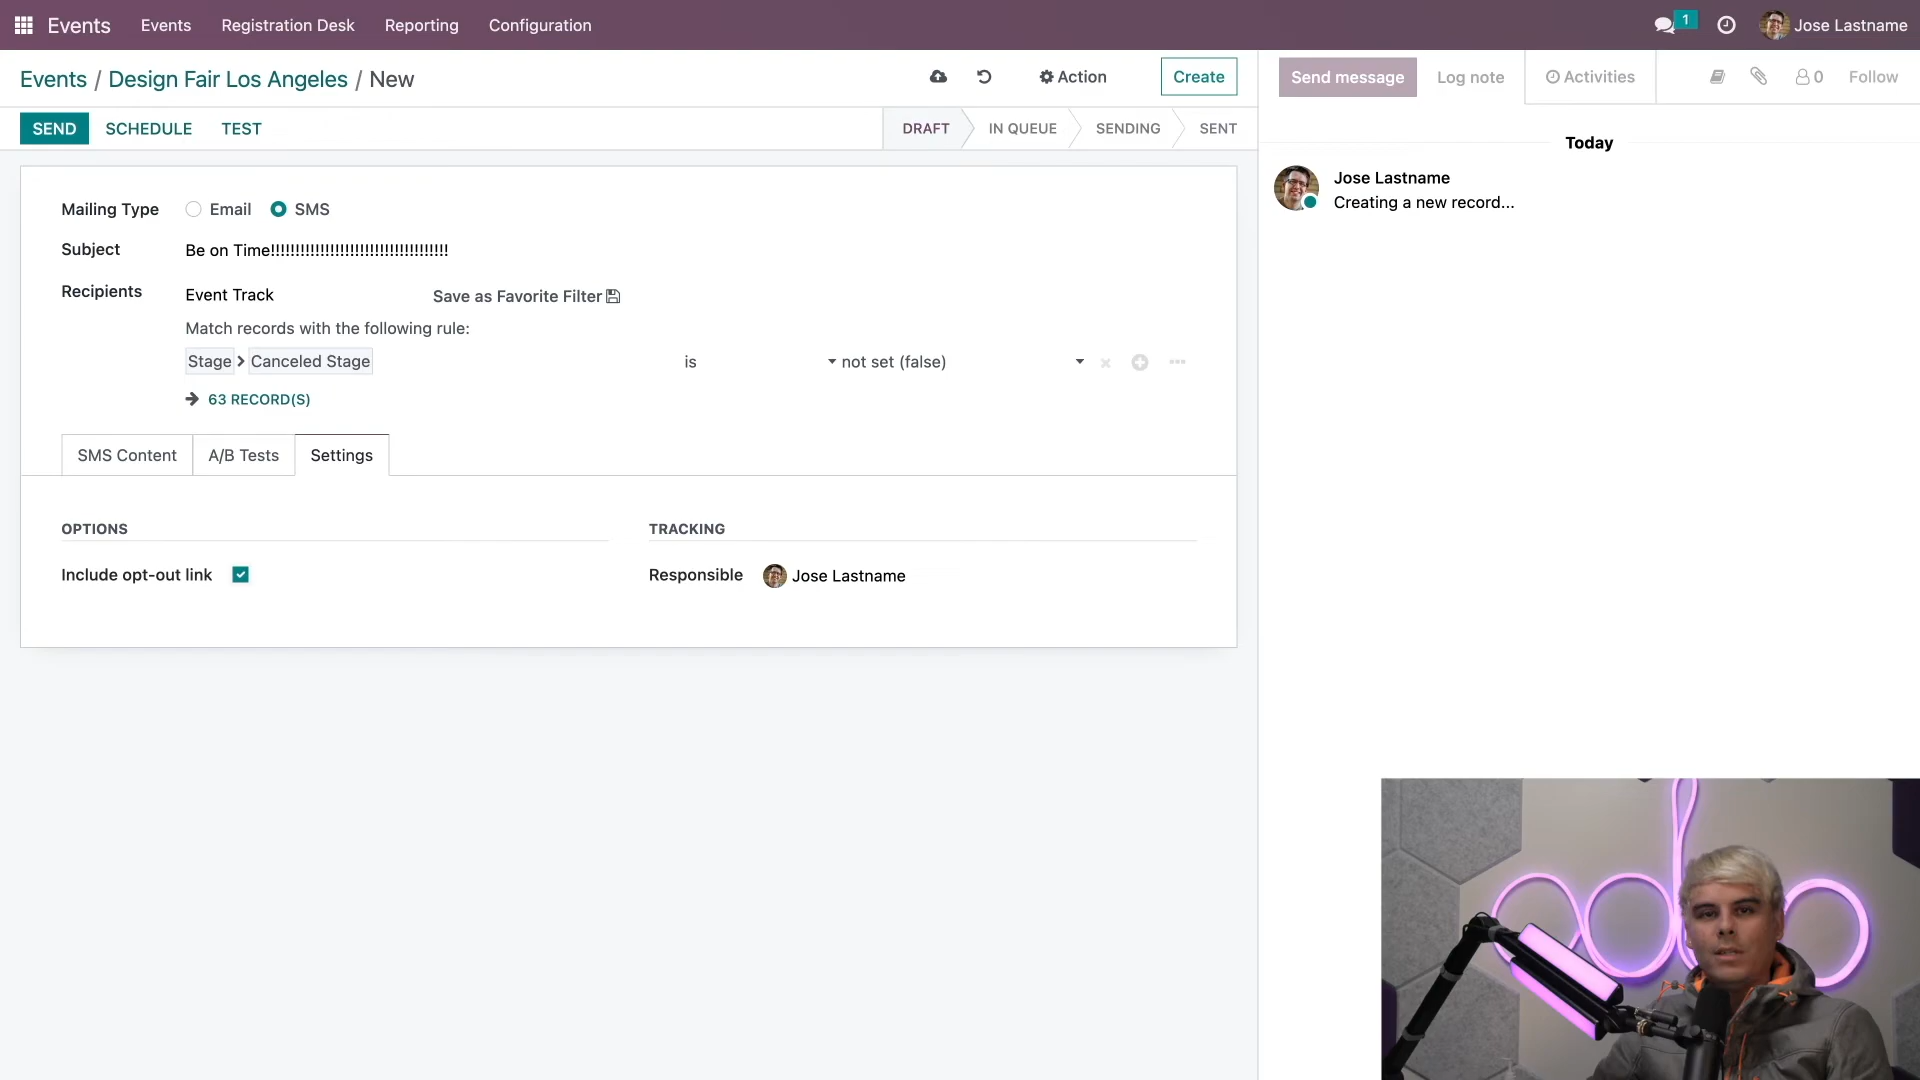 Events Events Registration Desk Reporting Configuration 1 Jose Lastname
Events / Design Fair Los Angeles / New Action Create
Send message Log note Activities 0 Follow
SEND SCHEDULE TEST DRAFT IN QUEUE SENDING SENT
Today
Jose Lastname
Creating a new record...
Mailing Type Email SMS
Subject Be on Time!!!!!!!!!!!!!!!!!!!!!!!!!!!!!!!!!!!!
Recipients Event Track Save as Favorite Filter
Match records with the following rule:
Stage Canceled Stage is not set (false)
63 RECORD(S)
SMS Content A/B Tests Settings
OPTIONS TRACKING
Include opt-out link Responsible Jose Lastname